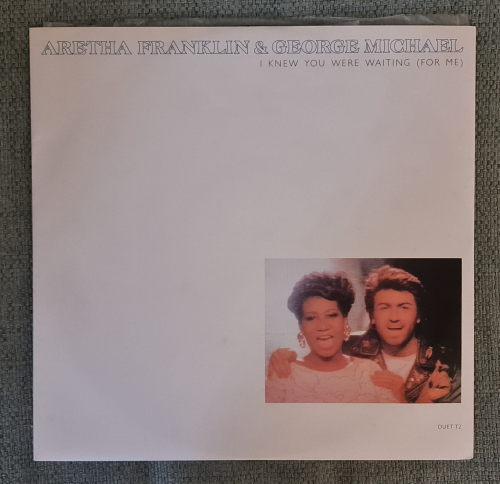 ARETHA FRANKLIN & GEORGE MICHAEL
I KNEW YOU WERE WAITING (FOR ME)
DUET T2